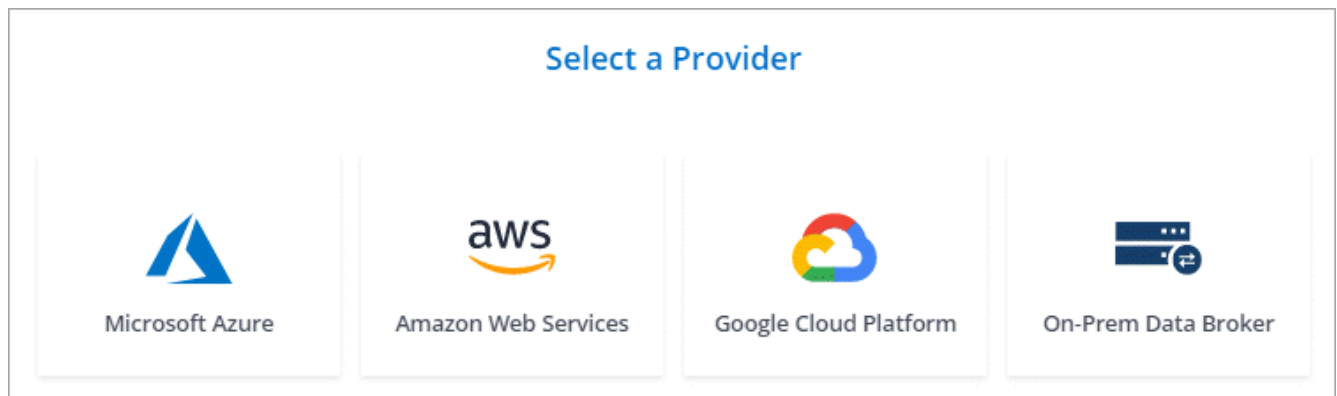 Select a Provider
aws
Microsoft Azure
Amazon Web Services
Google Cloud Platform
On-Prem Data Broker